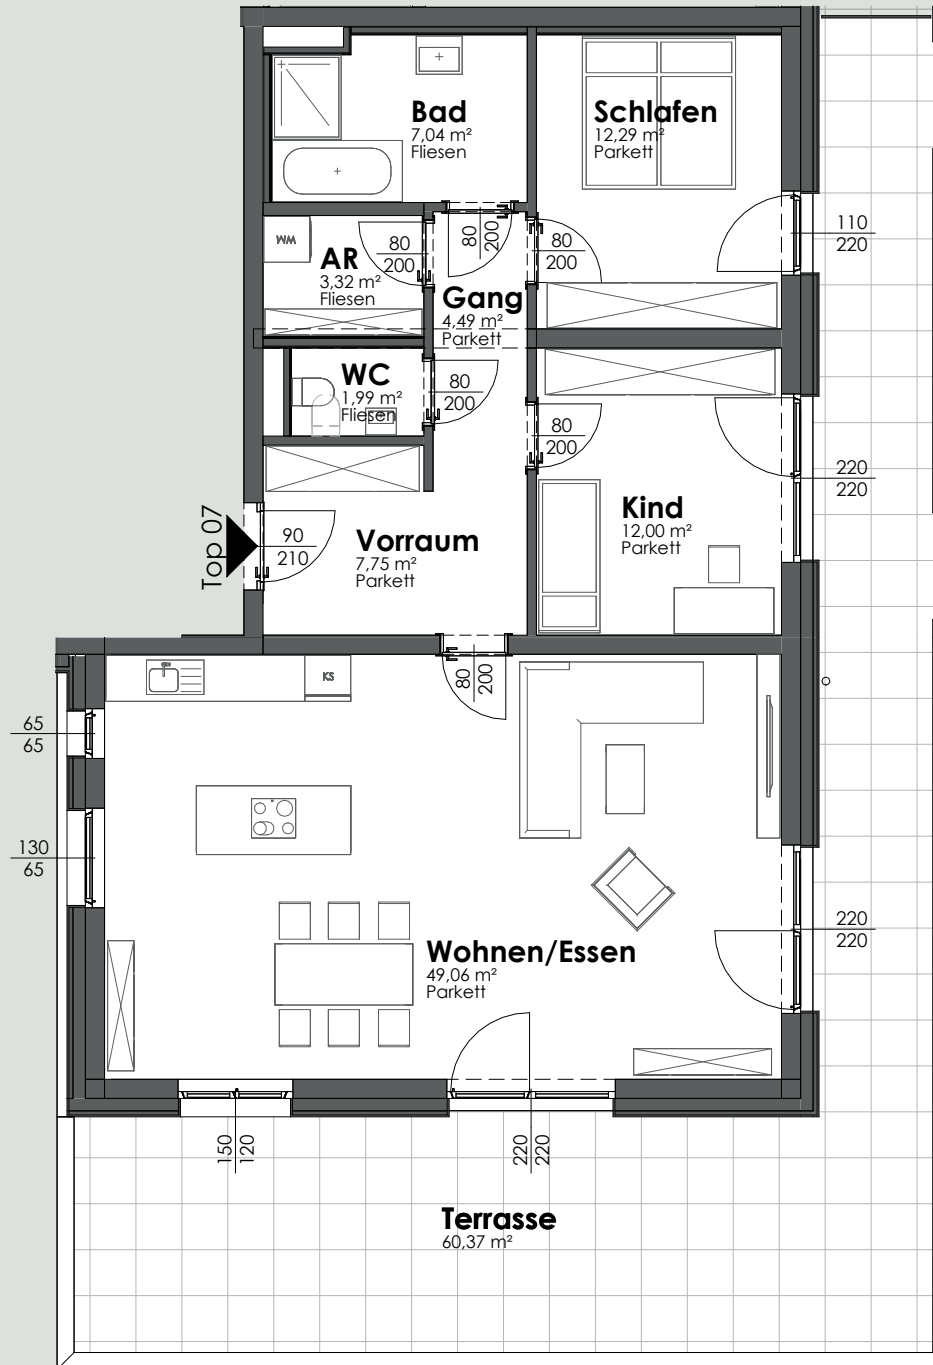 Bad
7,04 m²
Fliesen
Schlafen
12,29 m²
Parkett
110
220
80
200
80
200
80
200
WM
AR
3,32 m²
Fliesen
Gang
4,49 m²
Parkett
WC
1,99 m²
Fliesen
80
200
80
200
220
220
Kind
12,00 m²
Parkett
Top 07
90
210
Vorraum
7,75 m²
Parkett
80
200
KS
65
65
130
65
220
220
Wohnen/Essen
49,06 m²
Parkett
150
120
220
220
Terrasse
60,37 m²